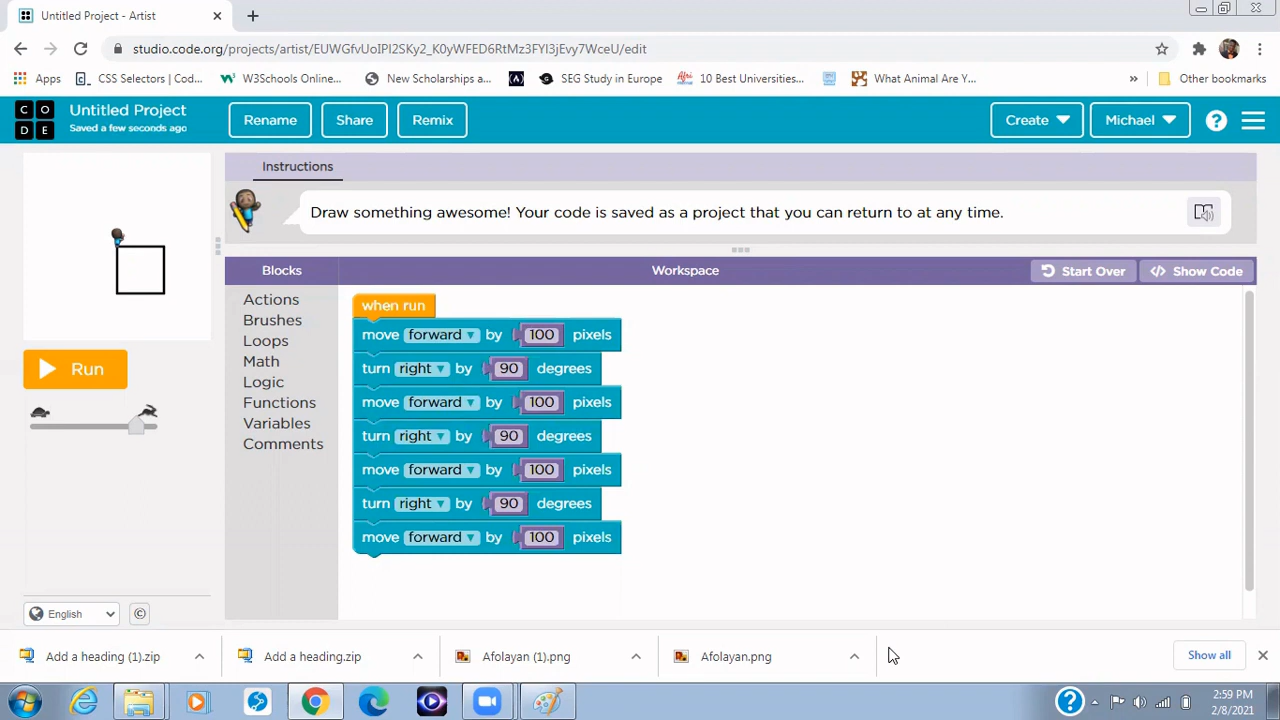 Untitled Project - Artist
studio.code.org/projects/artist/EUWGfvUoIPl2SKy2_K0yWFED6RtMz3FYl3jEvy7WceU/edit
Apps CSS Selectors | Cod... W3Schools Online... New Scholarships a... SEG Study in Europe 10 Best Universities... What Animal Are Y... » Other bookmarks
CODE
Untitled Project
Saved a few seconds ago
Rename Share Remix Create Michael ?
Instructions
Draw something awesome! Your code is saved as a project that you can return to at any time.
Blocks Workspace Start Over </> Show Code
Actions
Brushes
Loops
Math
Logic
Functions
Variables
Comments
Run
when run
move forward by 100 pixels
turn right by 90 degrees
move forward by 100 pixels
turn right by 90 degrees
move forward by 100 pixels
turn right by 90 degrees
move forward by 100 pixels
English ©
Add a heading (1).zip Add a heading.zip Afolayan (1).png Afolayan.png Show all
2:59 PM
2/8/2021